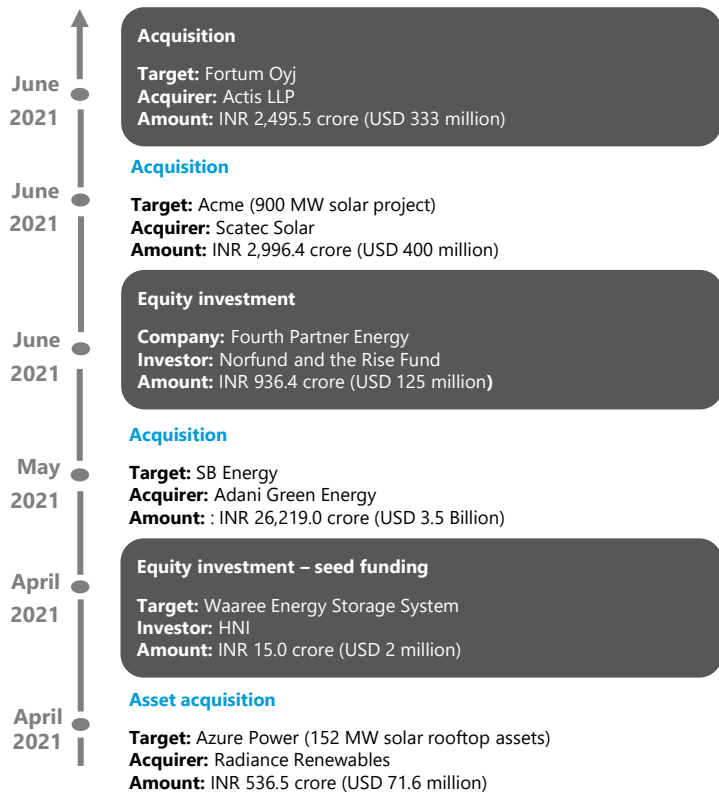 Acquisition
June
2021
Target: Fortum Oyj
Acquirer: Actis LLP
Amount: INR 2,495.5 crore (USD 333 million)
Acquisition
June
2021
Target: Acme (900 MW solar project)
Acquirer: Scatec Solar
Amount: INR 2,996.4 crore (USD 400 million)
Equity investment
June
2021
Company: Fourth Partner Energy
Investor: Norfund and the Rise Fund
Amount: INR 936.4 crore (USD 125 million)
Acquisition
May
2021
Target: SB Energy
Acquirer: Adani Green Energy
Amount: : INR 26,219.0 crore (USD 3.5 Billion)
Equity investment – seed funding
April
2021
Target: Waaree Energy Storage System
Investor: HNI
Amount: INR 15.0 crore (USD 2 million)
Asset acquisition
April
2021
Target: Azure Power (152 MW solar rooftop assets)
Acquirer: Radiance Renewables
Amount: INR 536.5 crore (USD 71.6 million)